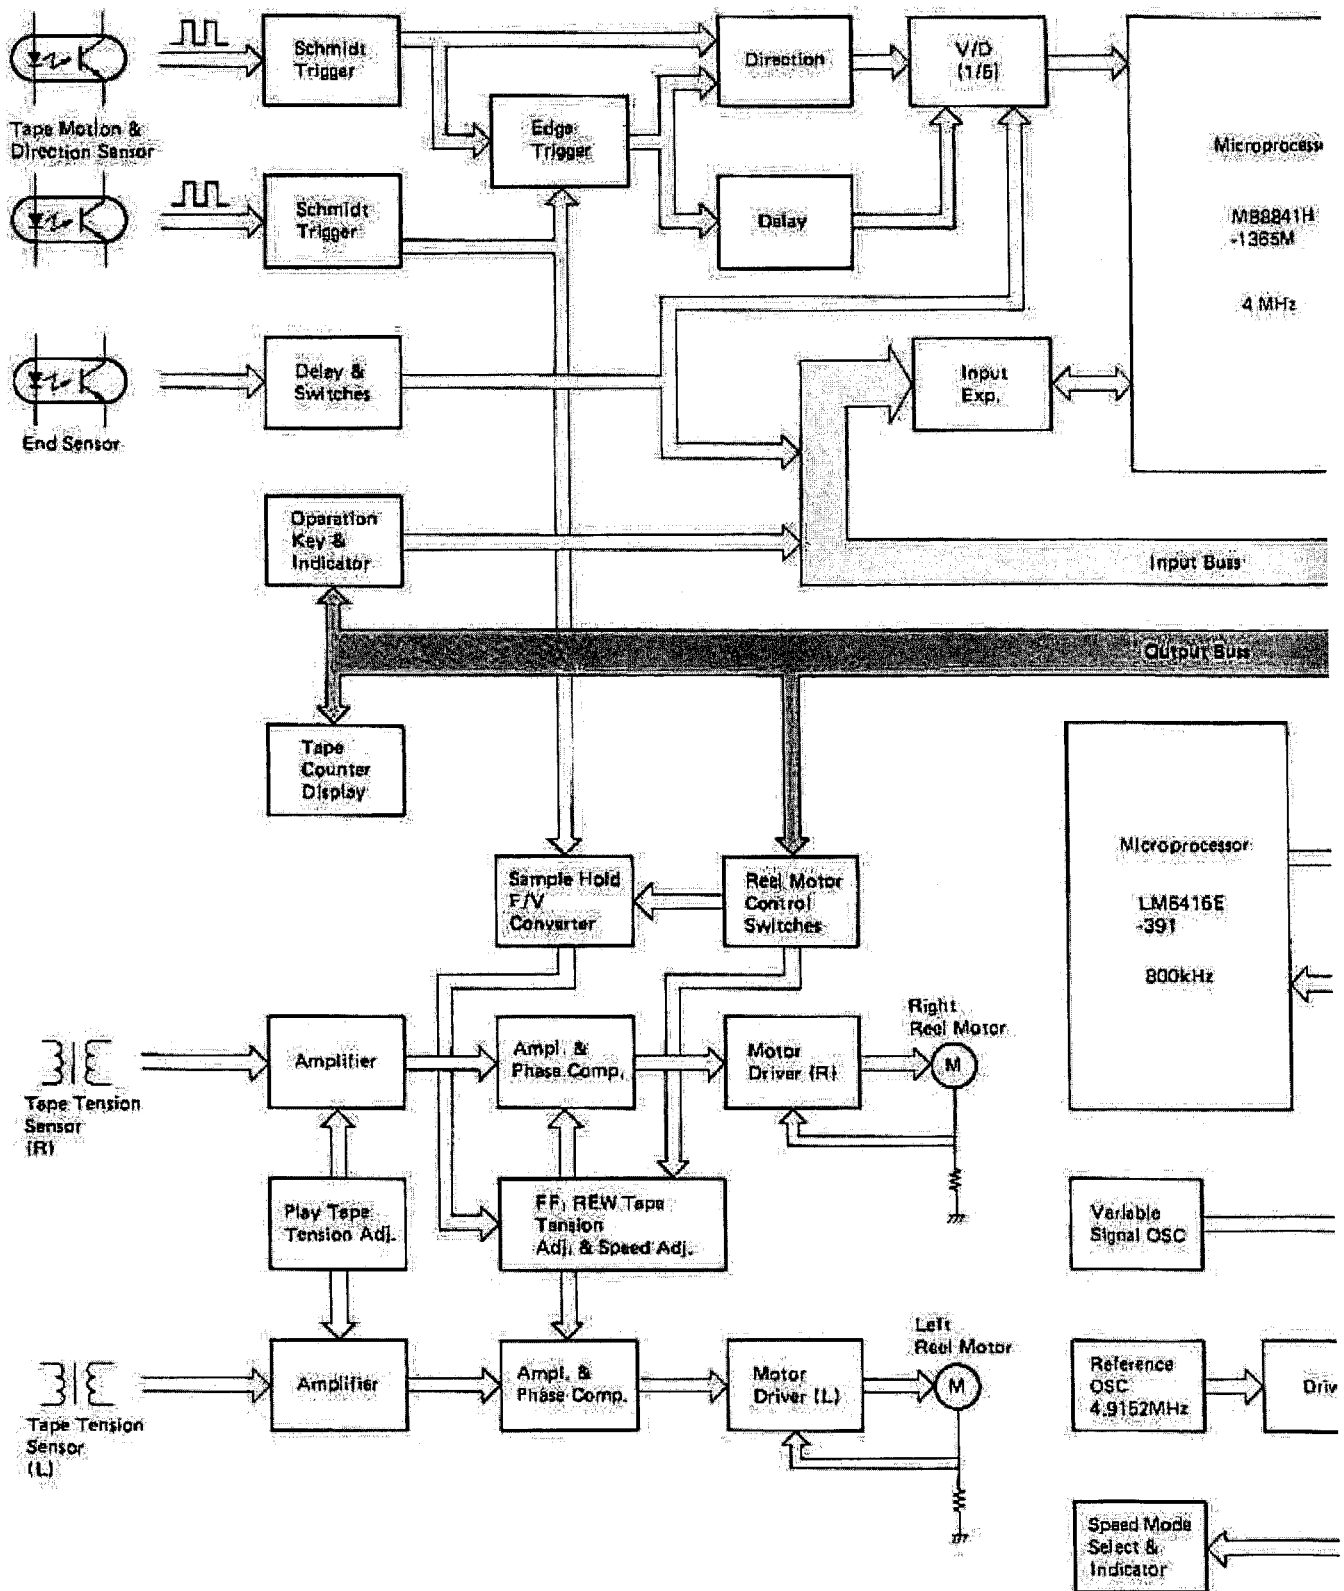 Schmidt
Trigger
Direction
V/D
(1/5)
Tape Motion &
Direction Sensor
Edge
Trigger
Microprocess
Schmidt
Trigger
Delay
MB8841H
-1365M
4 MHz
Delay &
Switches
Input
Exp.
End Sensor
Operation
Key &
Indicator
Input Buss
Output Buss
Tape
Counter
Display
Microprocessor
LM6416E
-391
800kHz
Sample Hold
F/V
Converter
Reel Motor
Control
Switches
Right
Reel Motor
Amplifier
Ampl. &
Phase Comp.
Motor
Driver (R)
M
Tape Tension
Sensor
(R)
Play Tape
Tension Adj.
FF, REW Tape
Tension
Adj. & Speed Adj.
Variable
Signal OSC
Left
Reel Motor
Amplifier
Ampl. &
Phase Comp.
Motor
Driver (L)
M
Reference
OSC
4.9152MHz
Driv
Tape Tension
Sensor
(L)
Speed Mode
Select &
Indicator